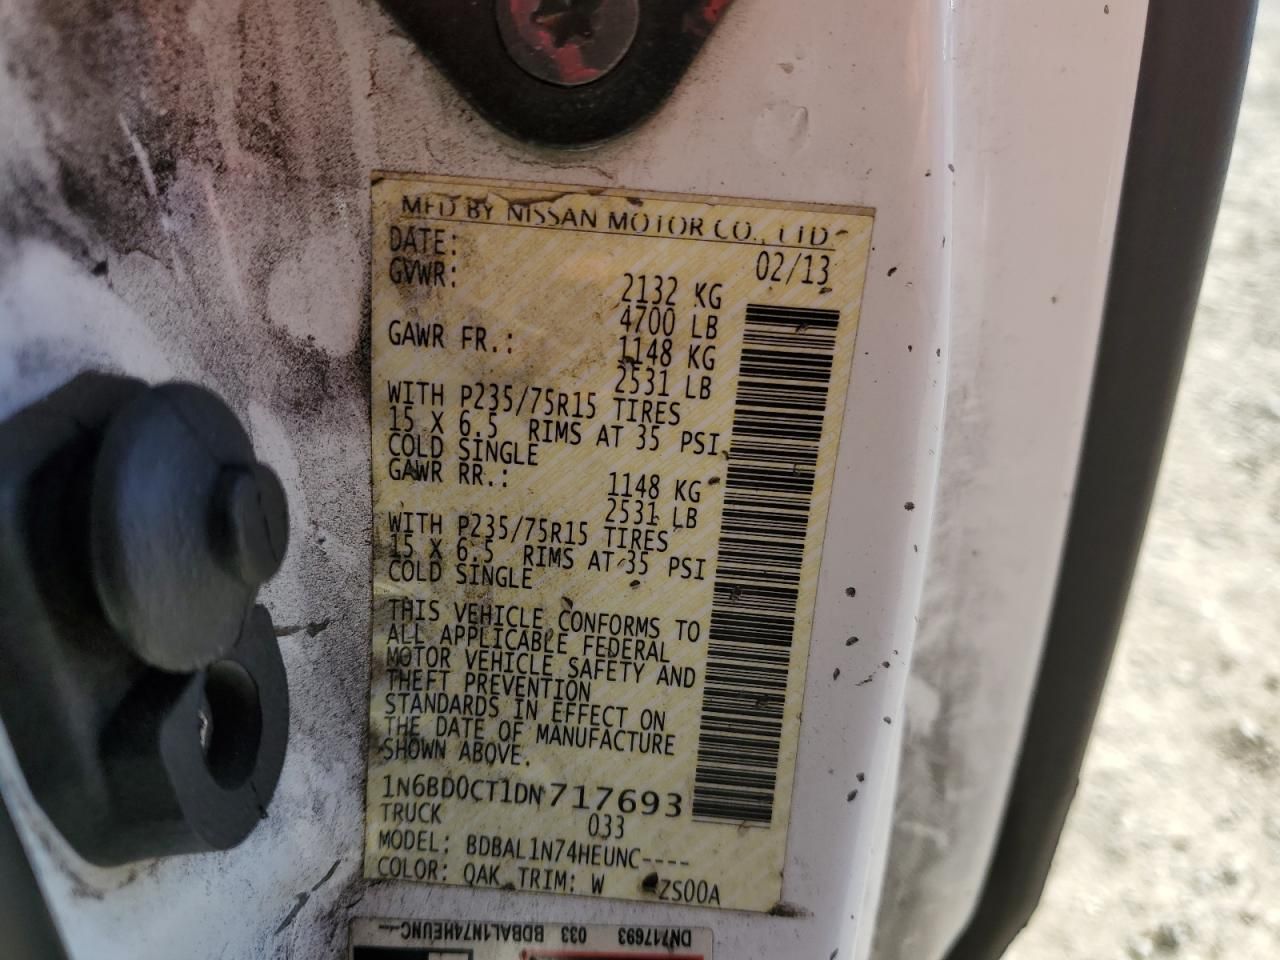 MFD BY NISSAN MOTOR CO., LTD
DATE: 02/13
GVWR: 2132 KG
4700 LB
GAWR FR.: 1148 KG
2531 LB
WITH P235/75R15 TIRES
15 X 6.5 RIMS AT 35 PSI
COLD SINGLE
GAWR RR.: 1148 KG
2531 LB
WITH P235/75R15 TIRES
15 X 6.5 RIMS AT 35 PSI
COLD SINGLE
THIS VEHICLE CONFORMS TO
ALL APPLICABLE FEDERAL
MOTOR VEHICLE SAFETY AND
THEFT PREVENTION
STANDARDS IN EFFECT ON
THE DATE OF MANUFACTURE
SHOWN ABOVE.
1N6BD0CT1DN717693
TRUCK 033
MODEL: BDBAL1N74HEUNC----
COLOR: QAK TRIM: W ZS00A
DN717693 033 BDBAL1N74HEUNC----